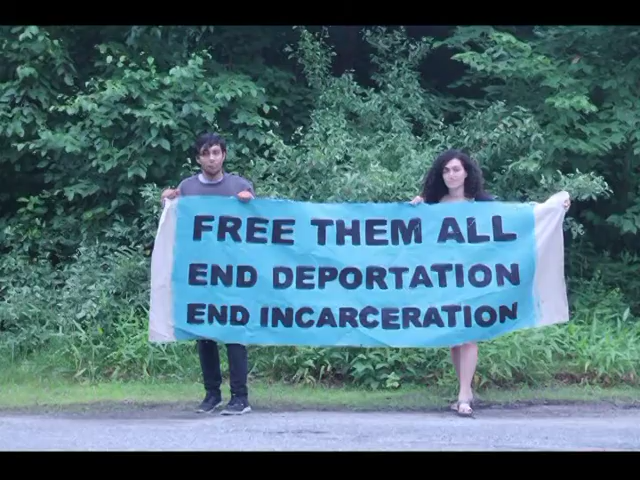 FREE THEM ALL
END DEPORTATION
END INCARCERATION